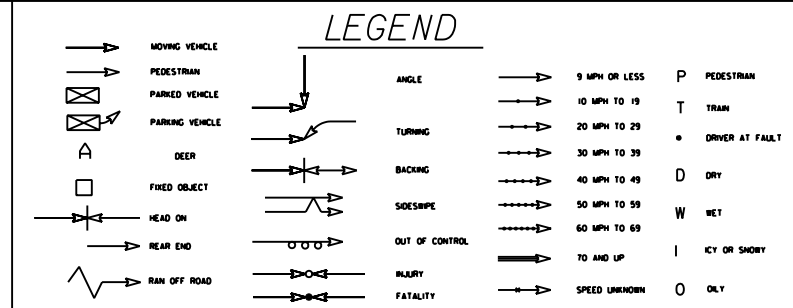 LEGEND
MOVING VEHICLE
PEDESTRIAN
PARKED VEHICLE
PARKING VEHICLE
DEER
FIXED OBJECT
HEAD ON
REAR END
RAN OFF ROAD
ANGLE
TURNING
BACKING
SIDESWIPE
OUT OF CONTROL
INJURY
FATALITY
9 MPH OR LESS
10 MPH TO 19
20 MPH TO 29
30 MPH TO 39
40 MPH TO 49
50 MPH TO 59
60 MPH TO 69
70 AND UP
SPEED UNKNOWN
P PEDESTRIAN
T TRAIN
DRIVER AT FAULT
D DRY
W WET
I ICY OR SNOWY
O OILY